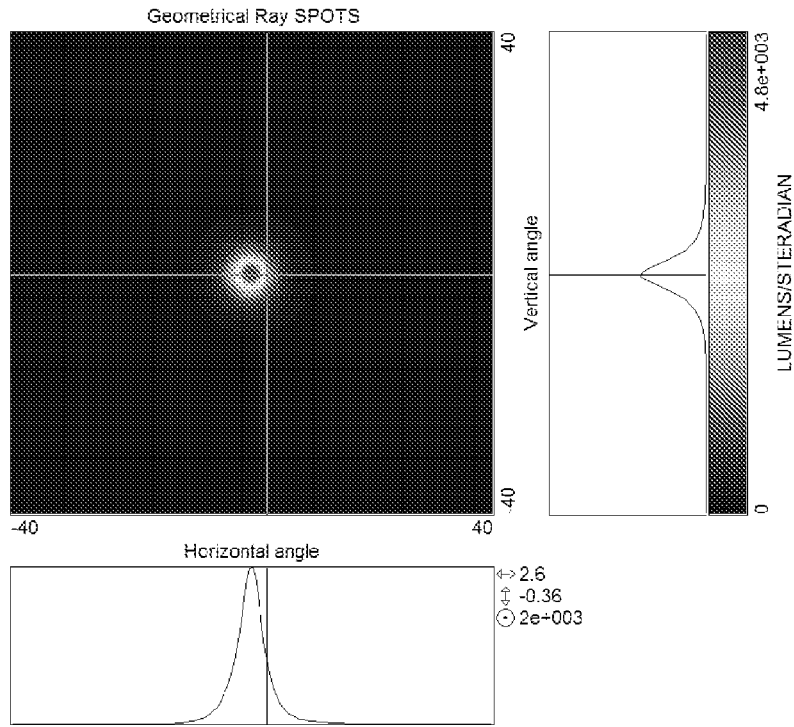 Geometrical Ray SPOTS
40
-40
Vertical angle
4.8e+003
0
LUMENS/STERADIAN
-40
40
Horizontal angle
2.6
-0.36
2e+003